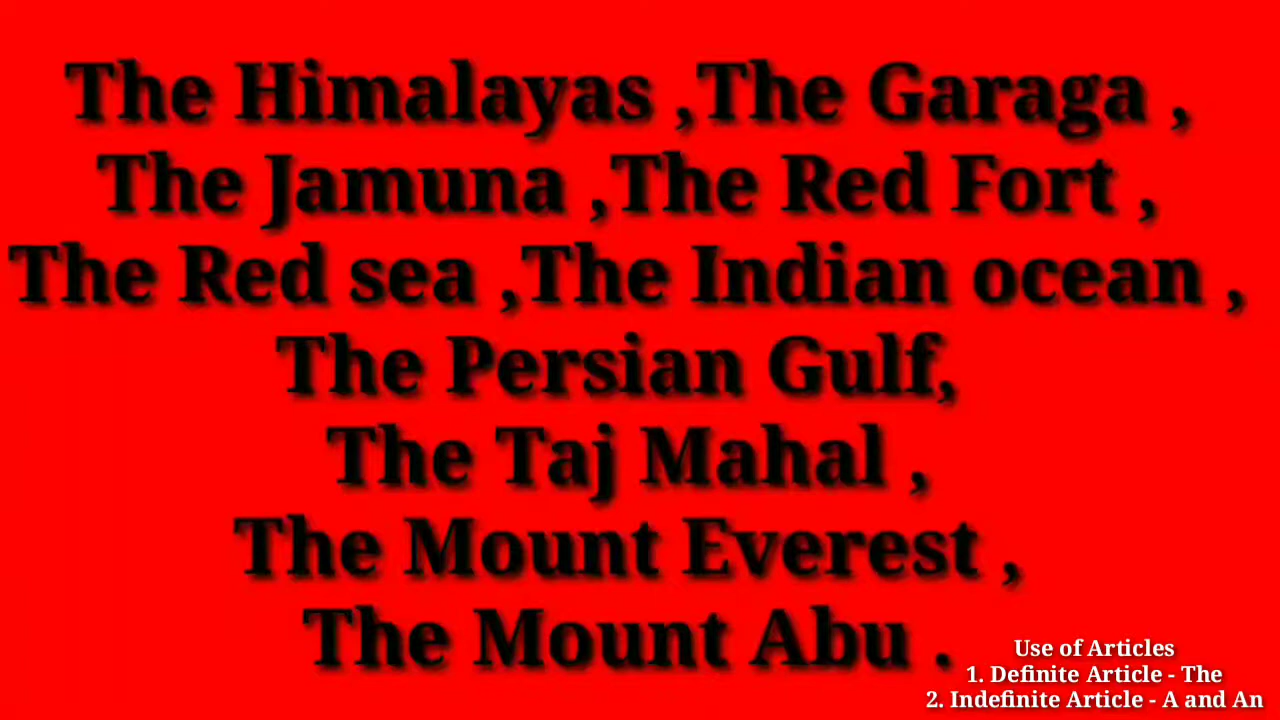 The Himalayas ,The Garaga ,
The Jamuna ,The Red Fort ,
The Red sea ,The Indian ocean ,
The Persian Gulf,
The Taj Mahal ,
The Mount Everest ,
The Mount Abu .
Use of Articles
1. Definite Article - The
2. Indefinite Article - A and An